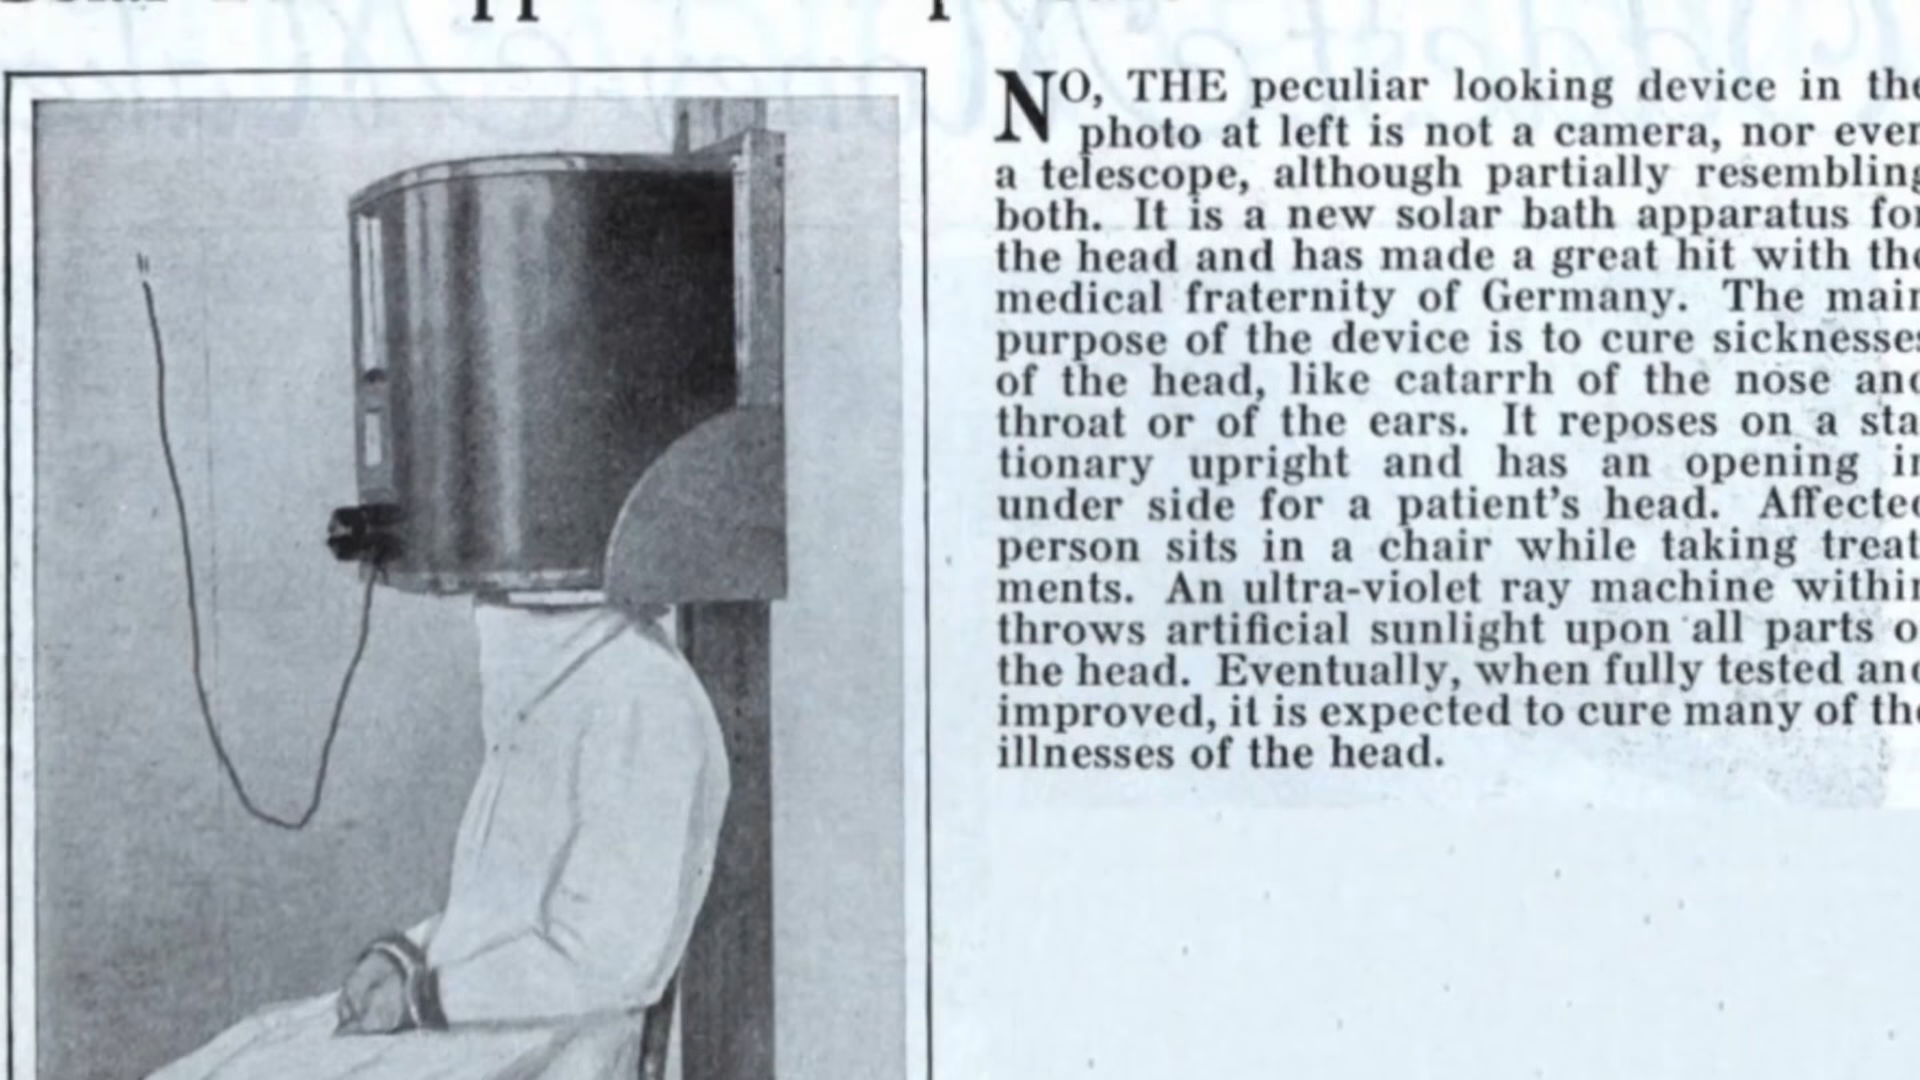 NO, THE peculiar looking device in the
photo at left is not a camera, nor even
a telescope, although partially resembling
both. It is a new solar bath apparatus for
the head and has made a great hit with the
medical fraternity of Germany. The main
purpose of the device is to cure sicknesses
of the head, like catarrh of the nose and
throat or of the ears. It reposes on a sta
tionary upright and has an opening in
under side for a patient's head. Affected
person sits in a chair while taking treat
ments. An ultra-violet ray machine within
throws artificial sunlight upon all parts o
the head. Eventually, when fully tested and
improved, it is expected to cure many of the
illnesses of the head.